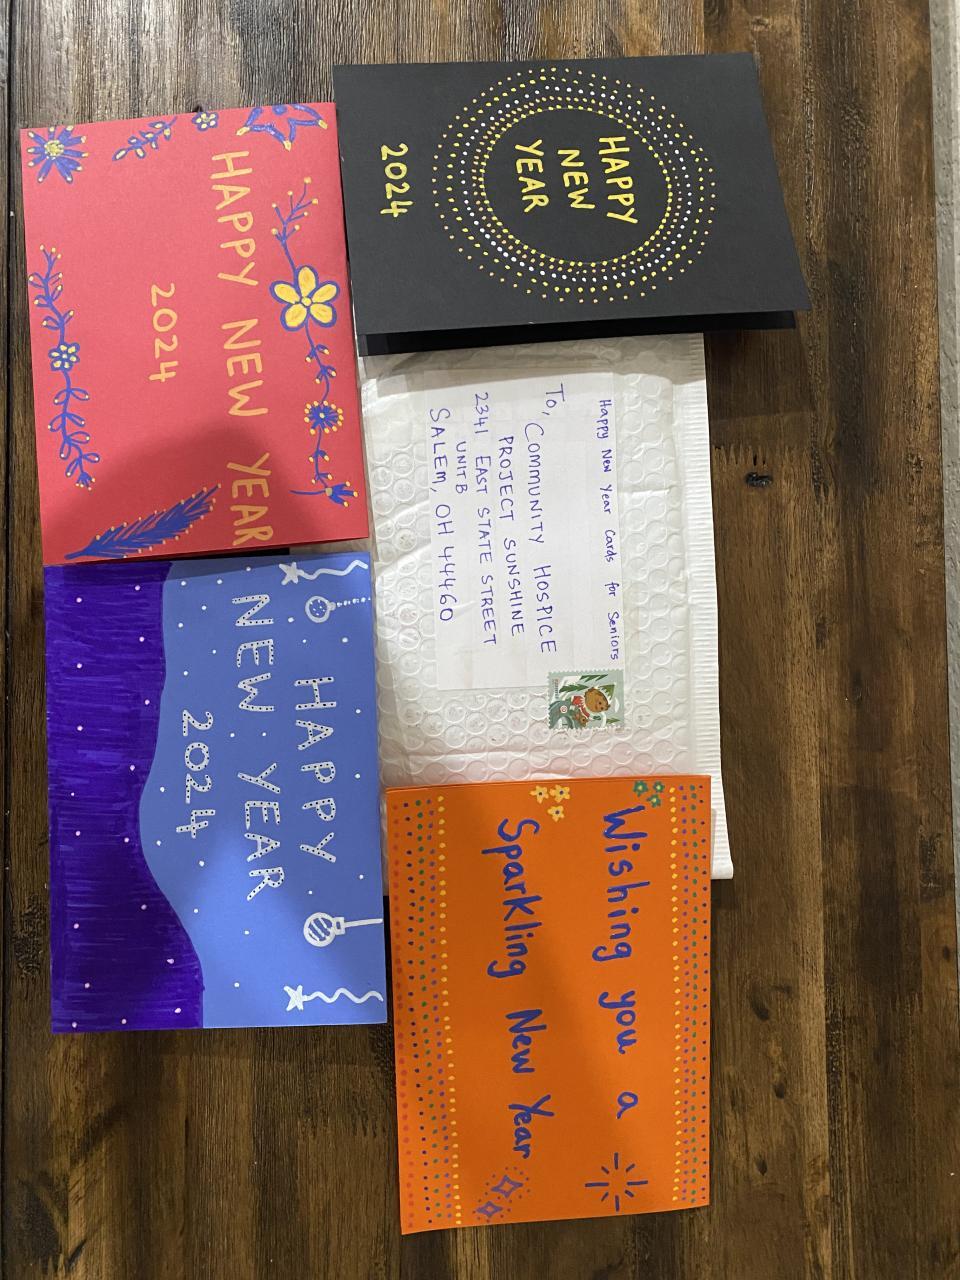 HAPPY
NEW
YEAR
2024
HAPPY NEW YEAR
2024
Happy New Year Cards for Seniors
To, COMMUNITY HOSPICE
PROJECT SUNSHINE
2341 EAST STATE STREET
UNIT B
SALEM, OH 44460
HAPPY
NEW YEAR
2024
Wishing you a
Sparkling New Year